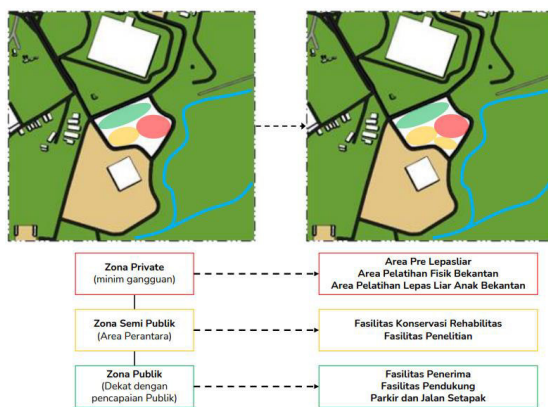 Zona Private
(minim gangguan)
Area Pre Lepasliar
Area Pelatihan Fisik Bekantan
Area Pelatihan Lepas Liar Anak Bekantan
Zona Semi Publik
(Area Perantara)
Fasilitas Konservasi Rehabilitas
Fasilitas Penelitian
Zona Publik
(Dekat dengan
pencapaian Publik)
Fasilitas Penerima
Fasilitas Pendukung
Parkir dan Jalan Setapak